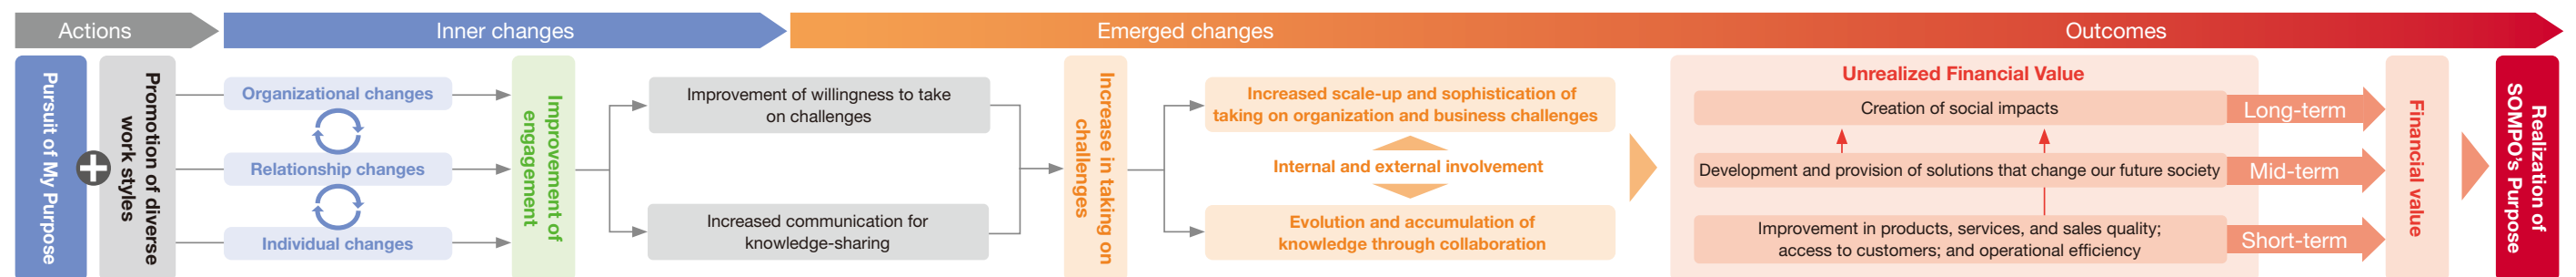 Actions
Inner changes
Emerged changes
Outcomes
Pursuit of My Purpose
Promotion of diverse
work styles
Organizational changes
Relationship changes
Individual changes
Improvement of
engagement
Improvement of willingness to take
on challenges
Increased communication for
knowledge-sharing
Increase in taking on
challenges
Increased scale-up and sophistication of
taking on organization and business challenges
Internal and external involvement
Evolution and accumulation of
knowledge through collaboration
Unrealized Financial Value
Creation of social impacts
Development and provision of solutions that change our future society
Improvement in products, services, and sales quality;
access to customers; and operational efficiency
Long-term
Mid-term
Short-term
Financial value
Realization of
SOMPO's Purpose